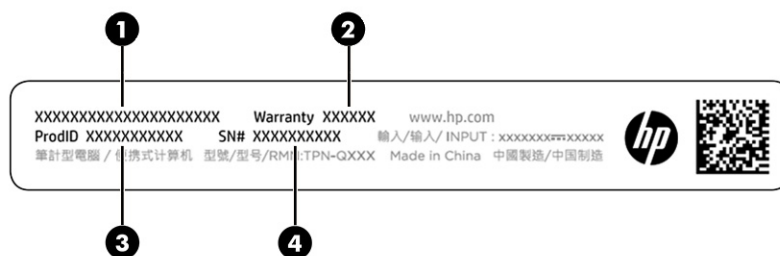 1 2
XXXXXXXXXXXXXXXXXXXXX Warranty XXXXXX www.hp.com
ProdID XXXXXXXXXXX SN# XXXXXXXXXX 輸入/输入/ INPUT : xxxxxxx⎓xxxxx
筆計型電腦 / 便携式计算机 型號/型号/RMN:TPN-QXXX Made in China 中國製造/中国制造
hp
3 4